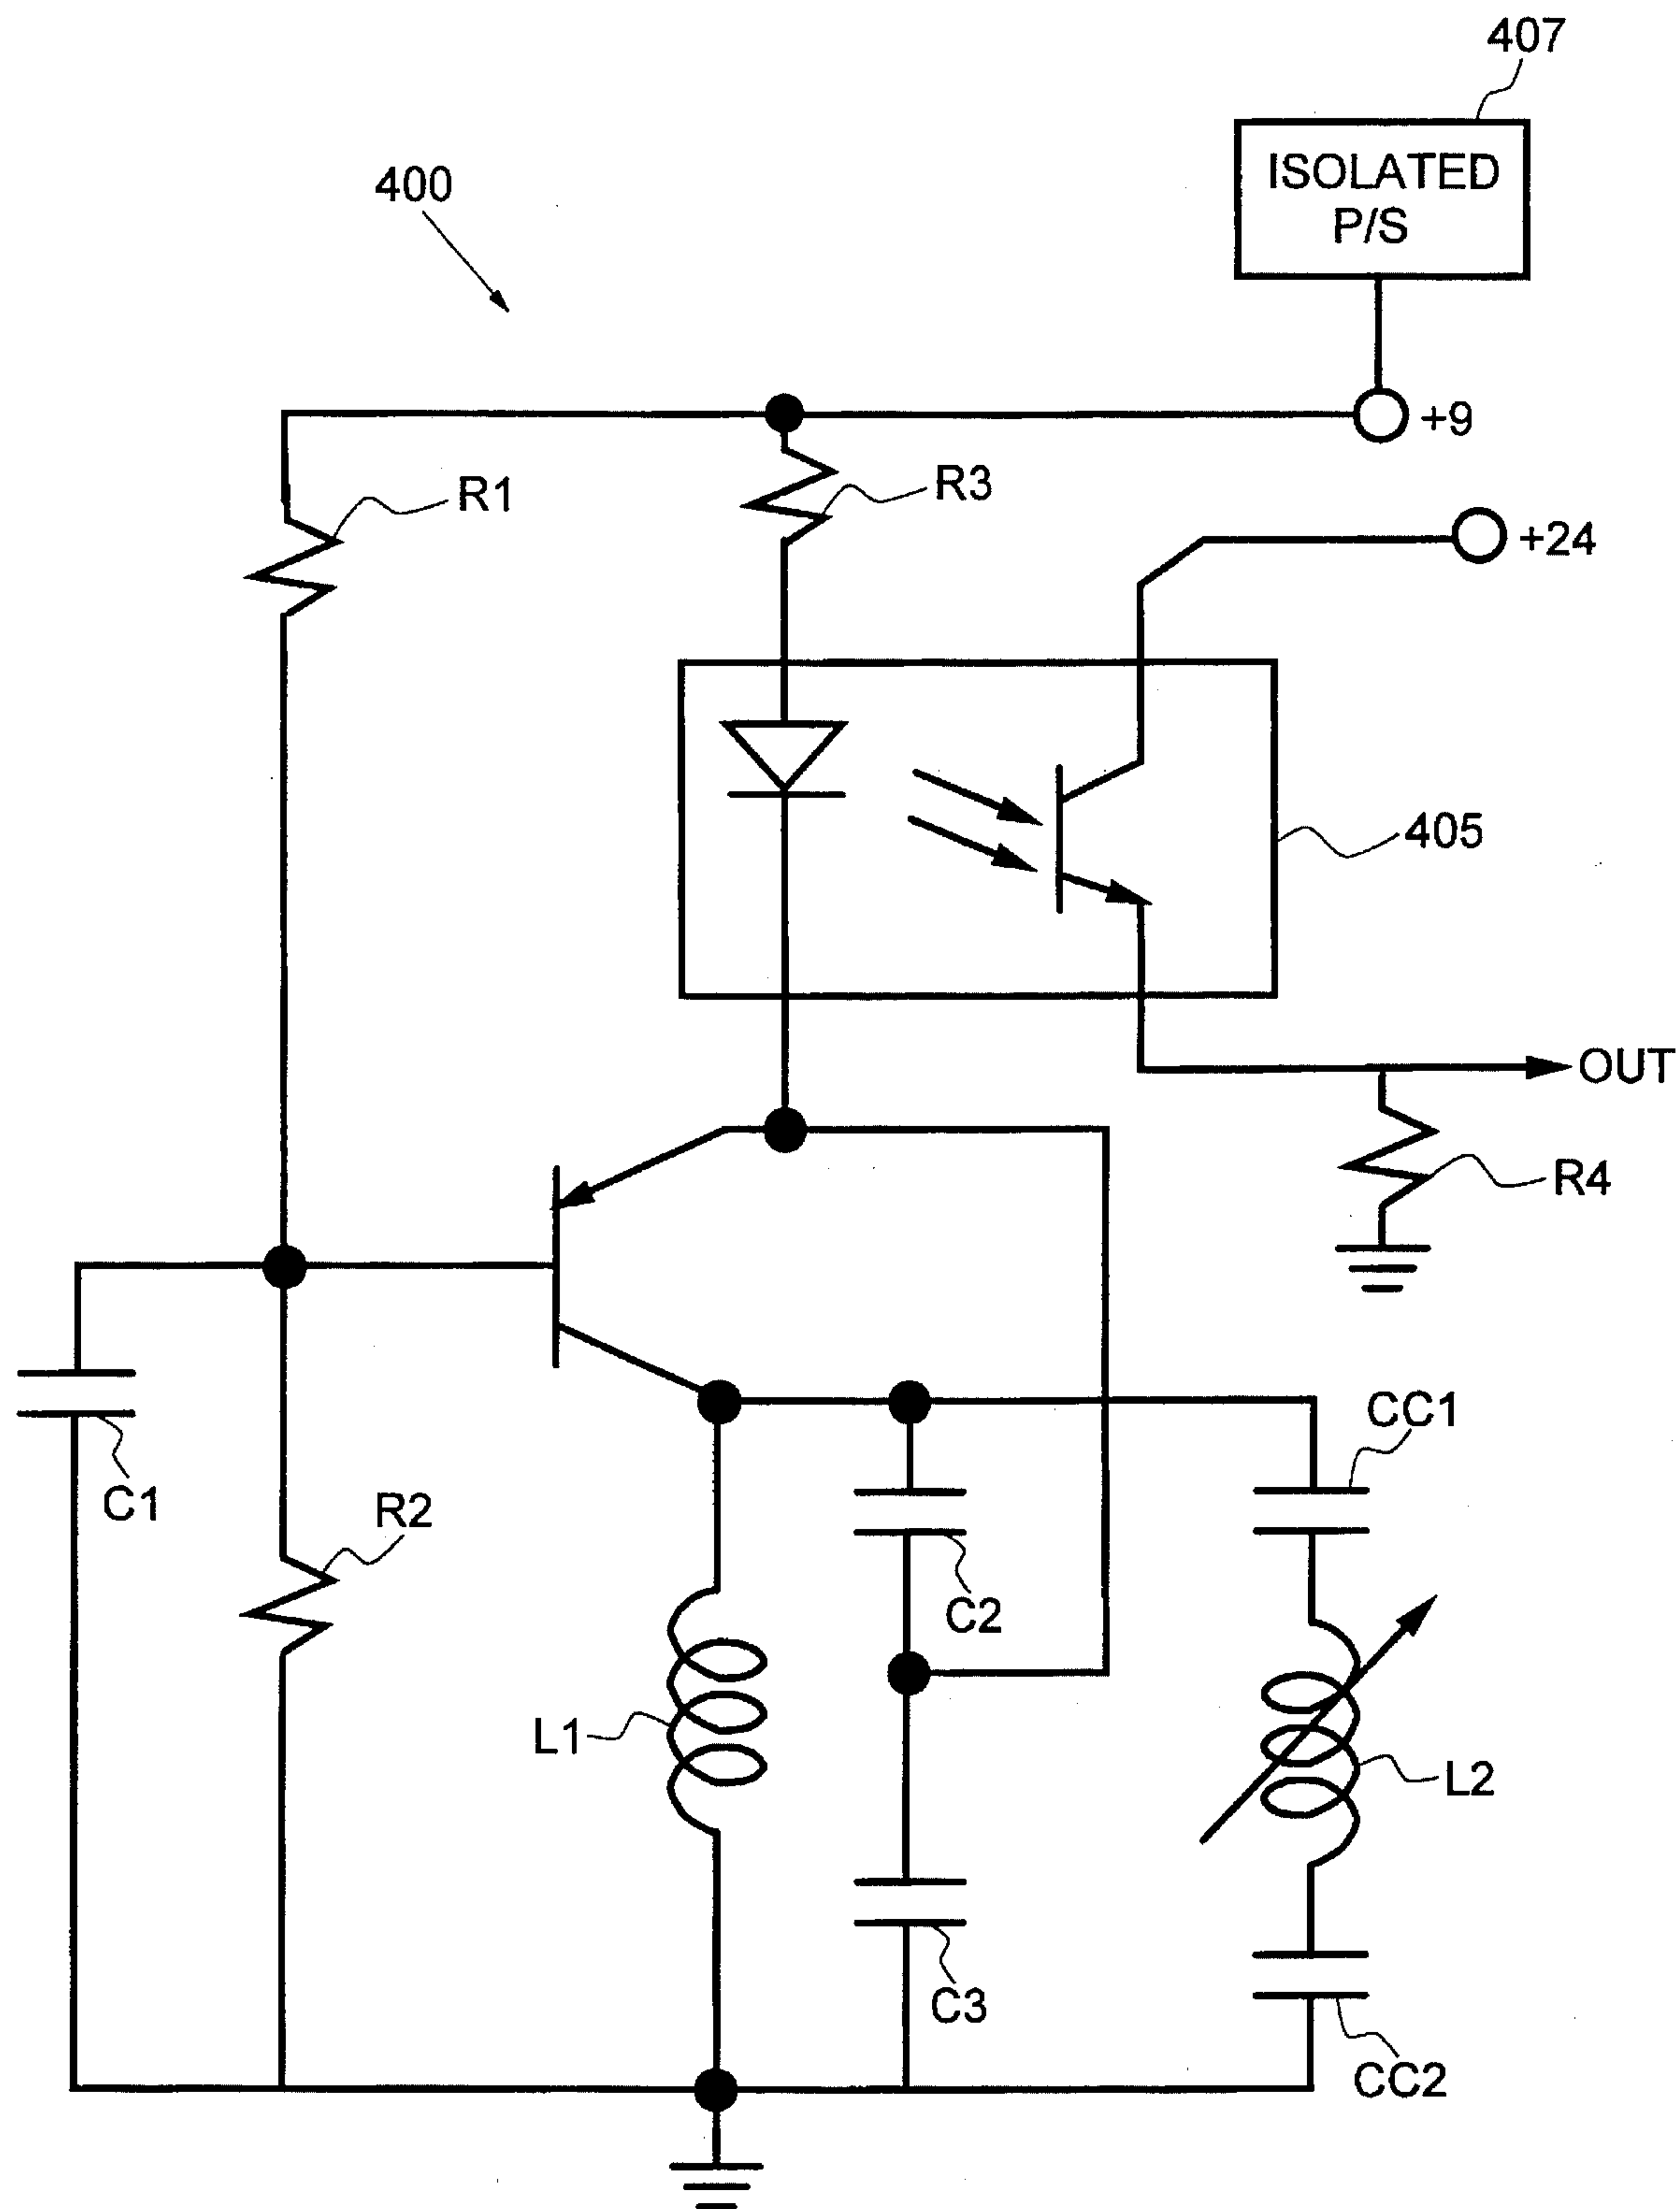 407
ISOLATED
P/S
400
+9
R3
R1
+24
405
OUT
R4
CC1
C1
R2
C2
L1
L2
C3
CC2